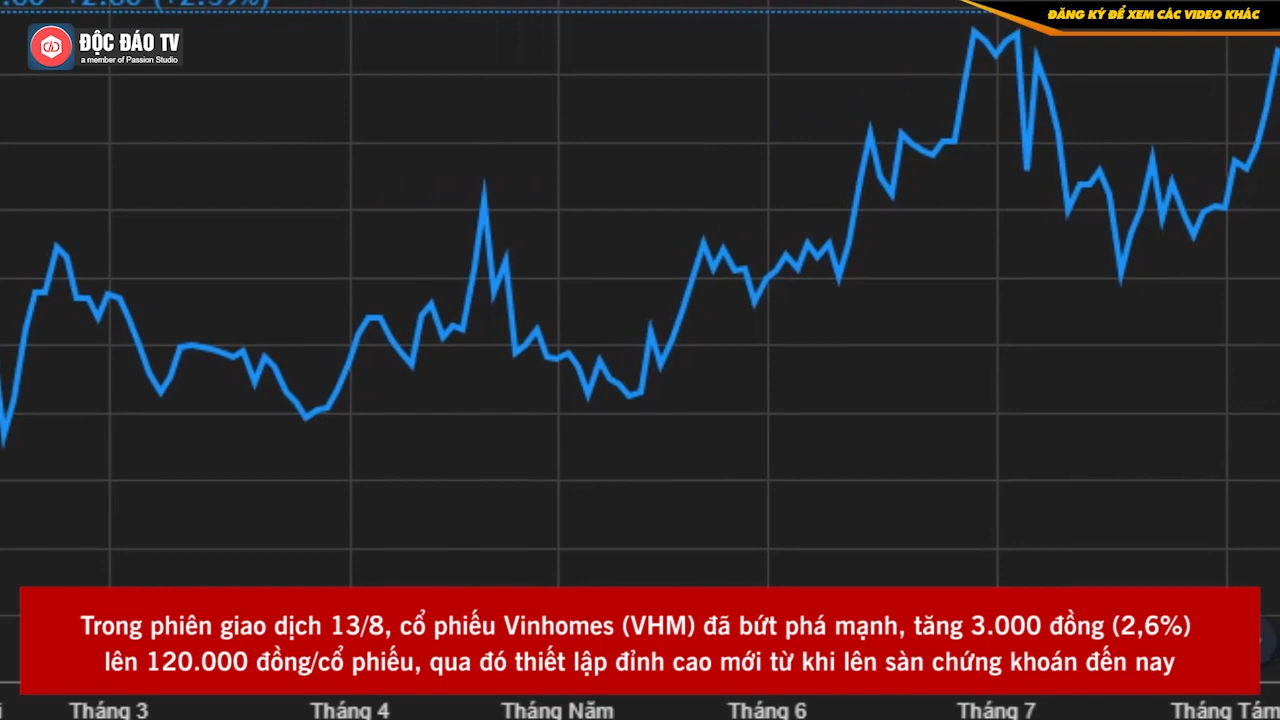 ĐĂNG KÝ ĐỂ XEM CÁC VIDEO KHÁC
ĐỘC ĐÁO TV
a member of Passion Studio
Trong phiên giao dịch 13/8, cổ phiếu Vinhomes (VHM) đã bứt phá mạnh, tăng 3.000 đồng (2,6%)
lên 120.000 đồng/cổ phiếu, qua đó thiết lập đỉnh cao mới từ khi lên sàn chứng khoán đến nay
Tháng 3 Tháng 4 Tháng Năm Tháng 6 Tháng 7 Tháng Tám